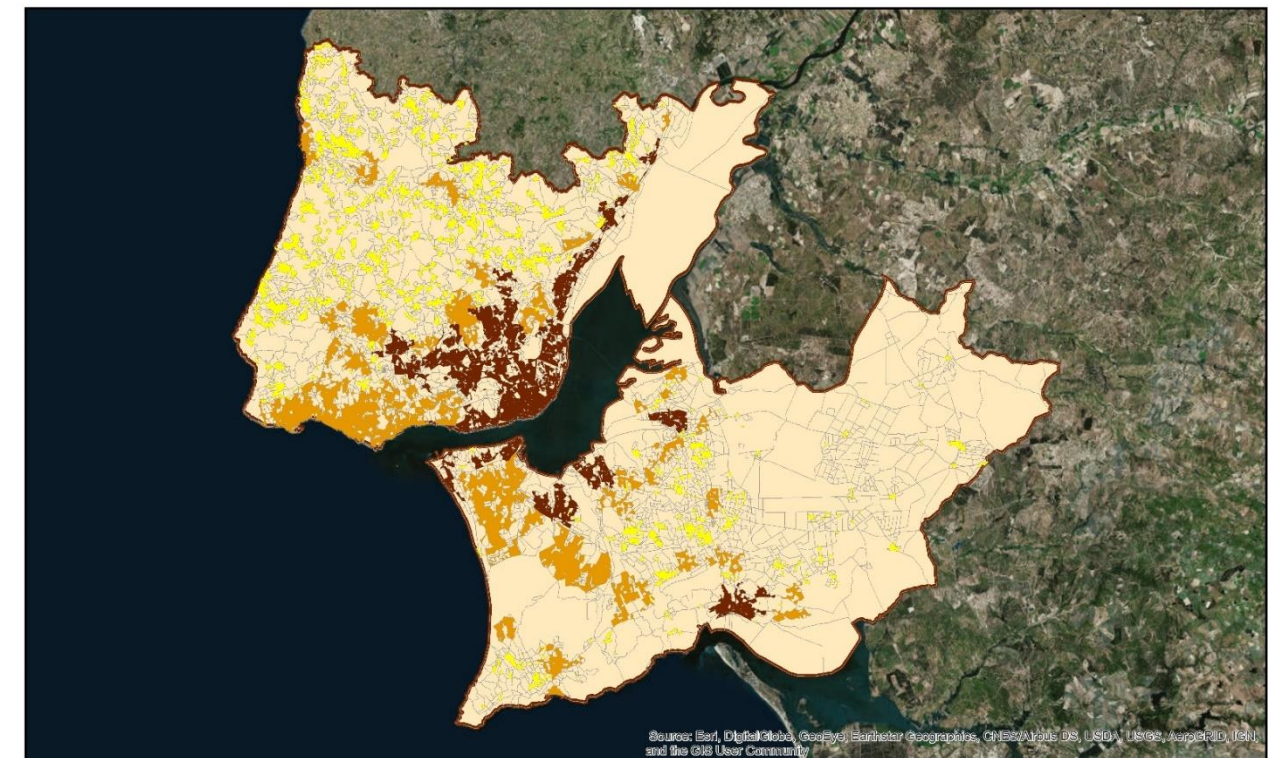 Source: Esri, DigitalGlobe, GeoEye, Earthstar Geographics, CNES/Airbus DS, USDA, USGS, AeroGRID, IGN,
and the GIS User Community